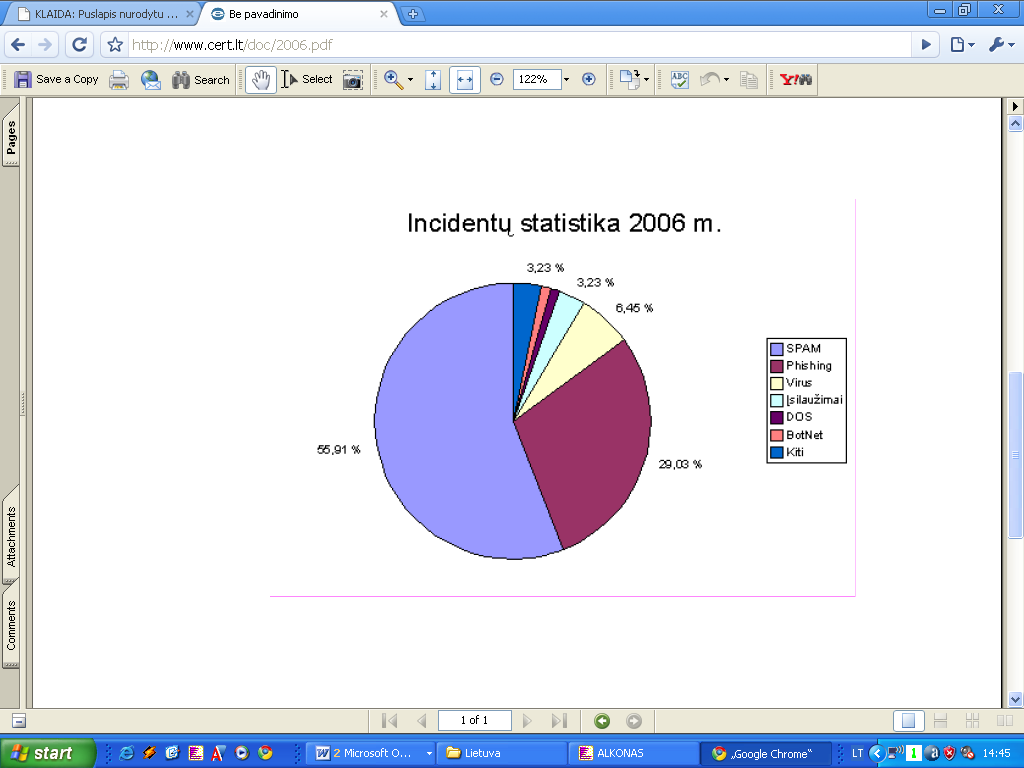 KLAIDA: Puslapis nurodytu ...
Be pavadinimo
http://www.cert.lt/doc/2006.pdf
Save a Copy
Search
Select
122%
ABC
Y!
Pages
Attachments
Comments
Incidentų statistika 2006 m.
3,23 %
3,23 %
6,45 %
55,91 %
29,03 %
SPAM
Phishing
Virus
Įsilaužimai
DOS
BotNet
Kiti
1 of 1
start
2 Microsoft O...
Lietuva
ALKONAS
„Google Chrome“
LT
1
14:45